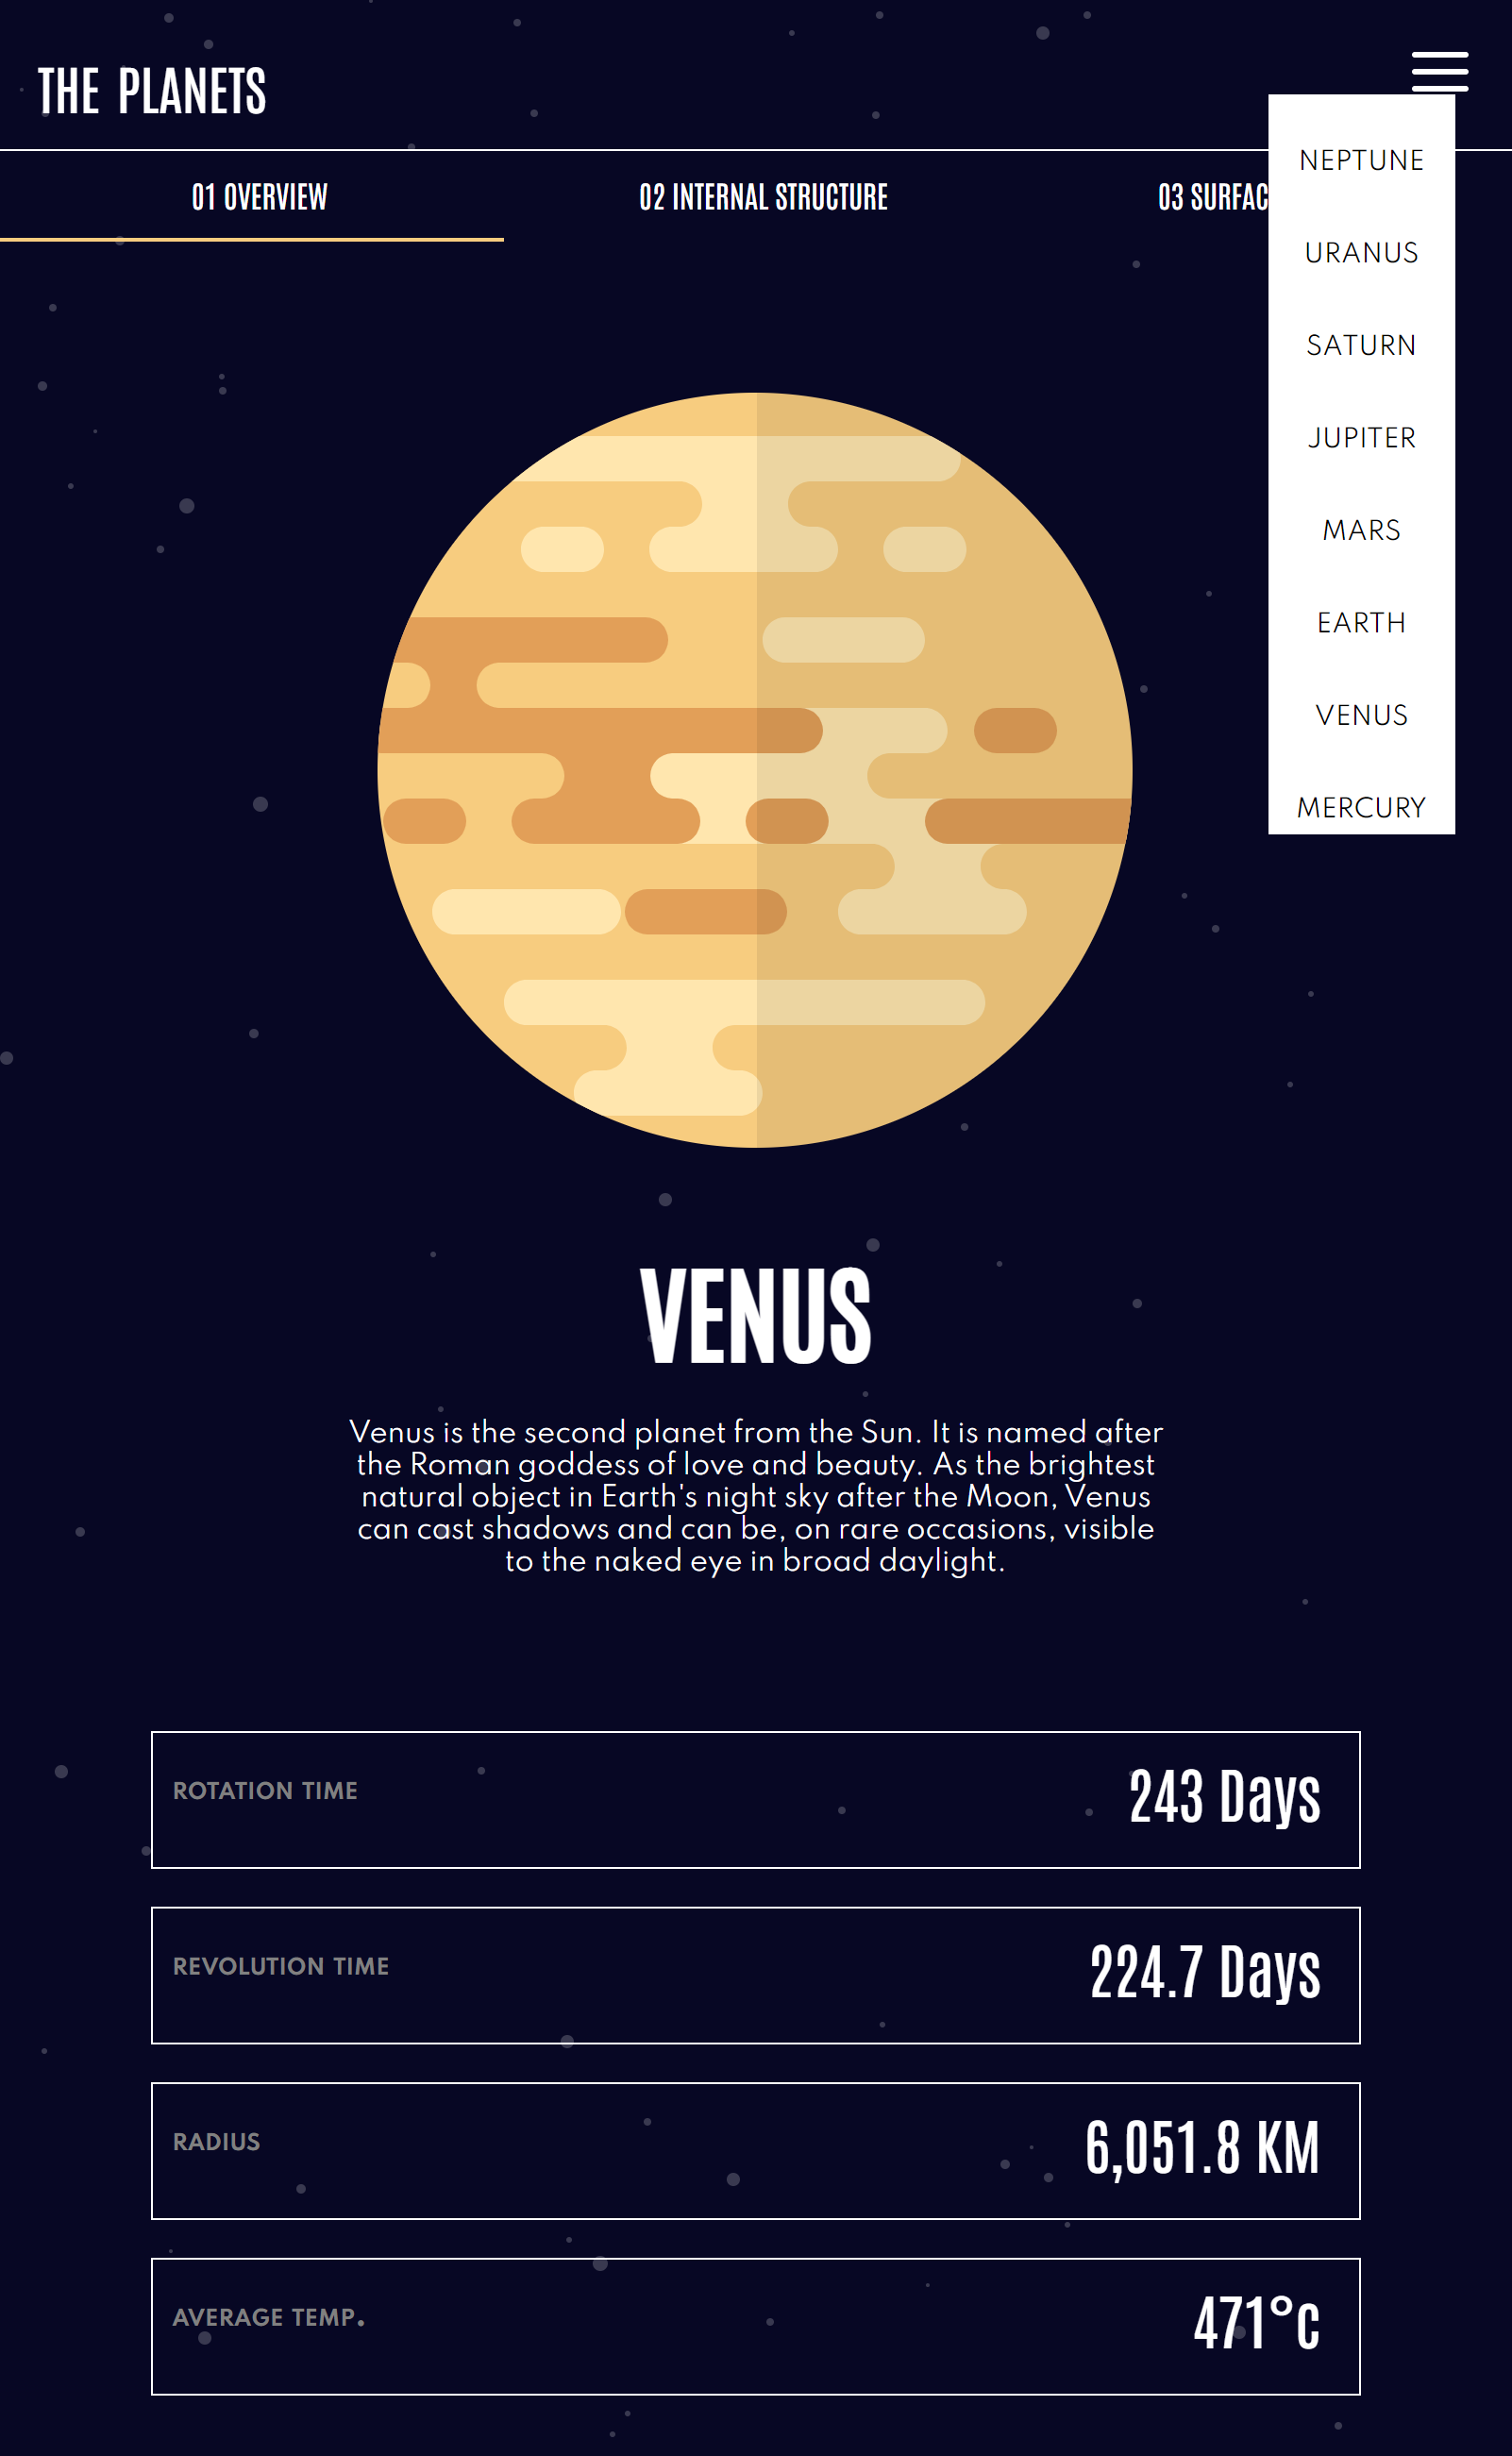 THE PLANETS
01 OVERVIEW
02 INTERNAL STRUCTURE
03 SURFAC
NEPTUNE
URANUS
SATURN
JUPITER
MARS
EARTH
VENUS
MERCURY
VENUS
Venus is the second planet from the Sun. It is named after
the Roman goddess of love and beauty. As the brightest
natural object in Earth's night sky after the Moon, Venus
can cast shadows and can be, on rare occasions, visible
to the naked eye in broad daylight.
ROTATION TIME
243 Days
REVOLUTION TIME
224.7 Days
RADIUS
6,051.8 KM
AVERAGE TEMP.
471°c